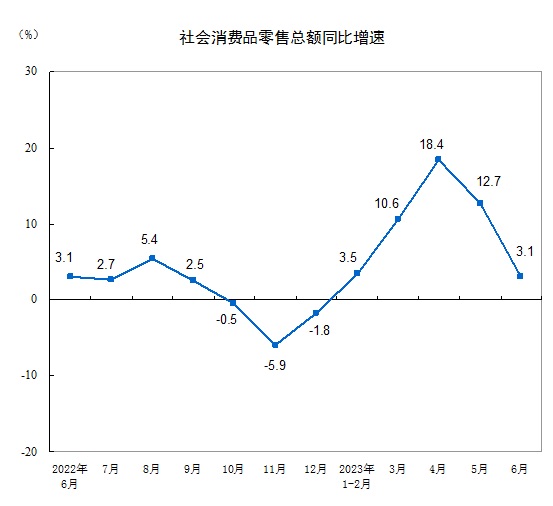 (%)
社会消费品零售总额同比增速
30
20
10
0
-10
-20
3.1
2.7
5.4
2.5
-0.5
-5.9
-1.8
3.5
10.6
18.4
12.7
3.1
2022年
6月
7月
8月
9月
10月
11月
12月
2023年
1-2月
3月
4月
5月
6月